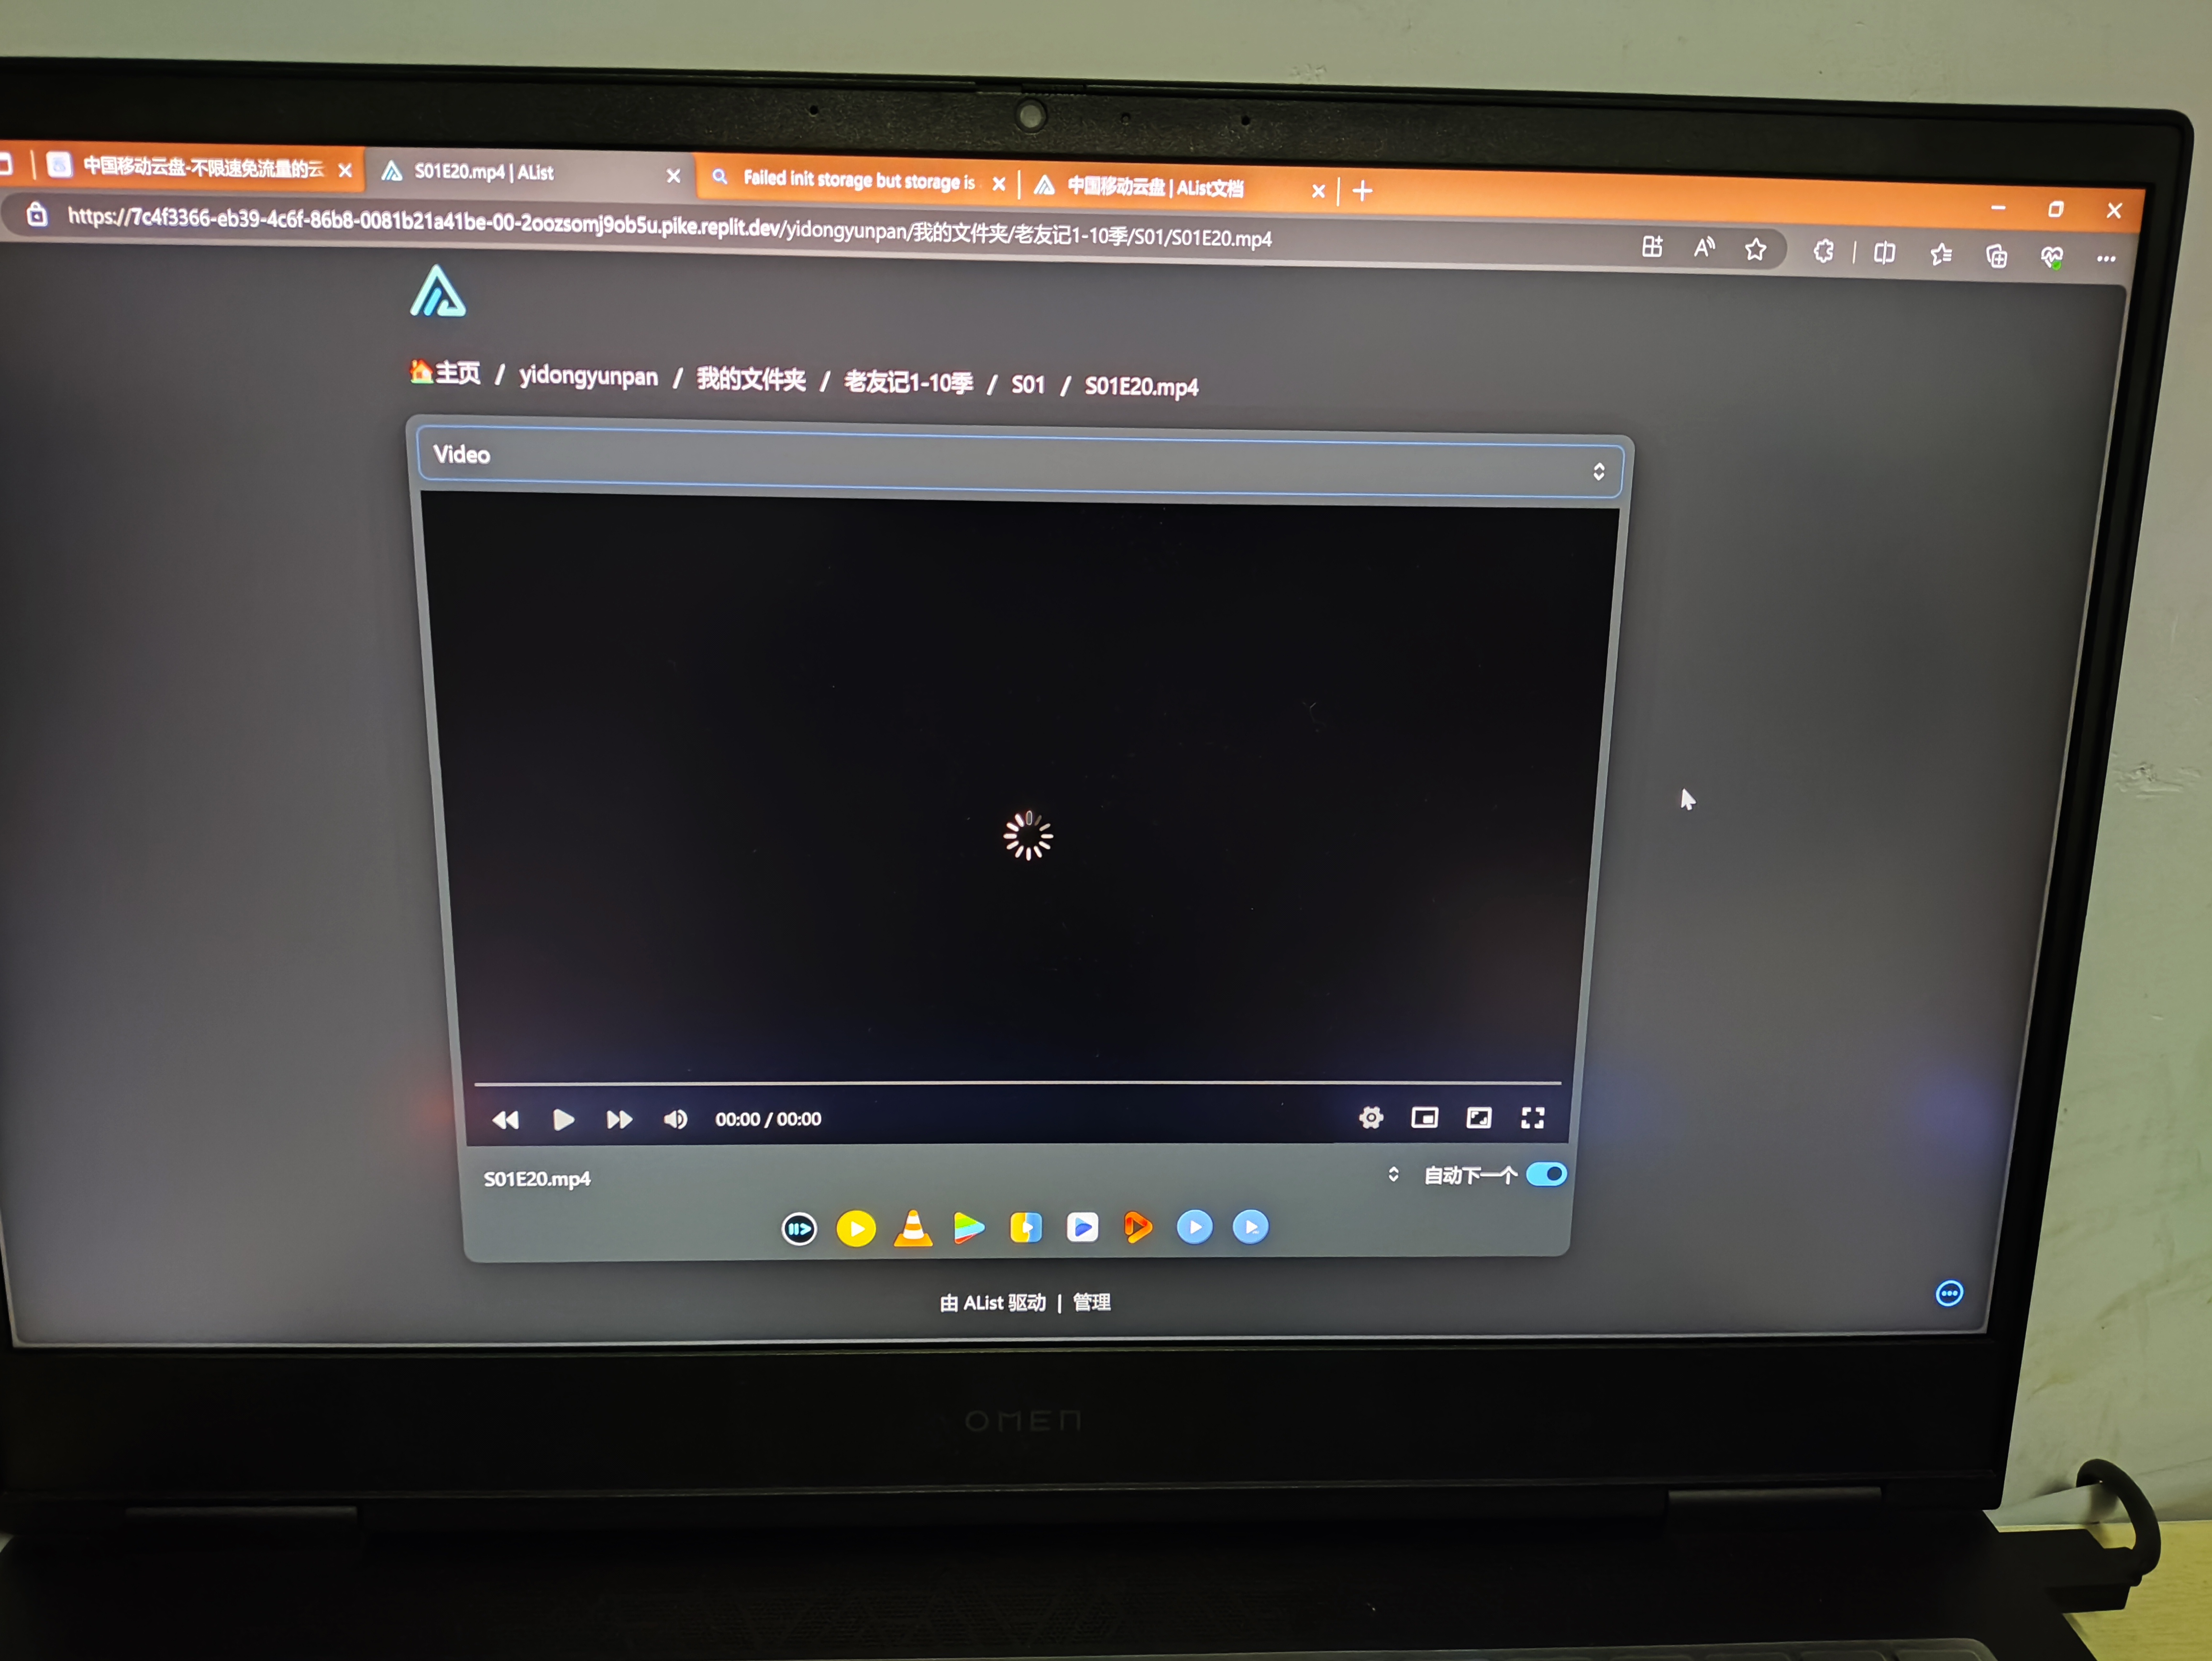 中国移动云盘-不限速免流量的云
S01E20.mp4 | AList
Failed init storage but storage is
中国移动云盘 | AList文档
https://7c4f3366-eb39-4c6f-86b8-0081b21a41be-00-2oozsomj9ob5u.pike.replit.dev/yidongyunpan/我的文件夹/老友记1-10季/S01/S01E20.mp4
主页 / yidongyunpan / 我的文件夹 / 老友记1-10季 / S01 / S01E20.mp4
Video
00:00 / 00:00
S01E20.mp4
自动下一个
由 AList 驱动 | 管理
OMEN